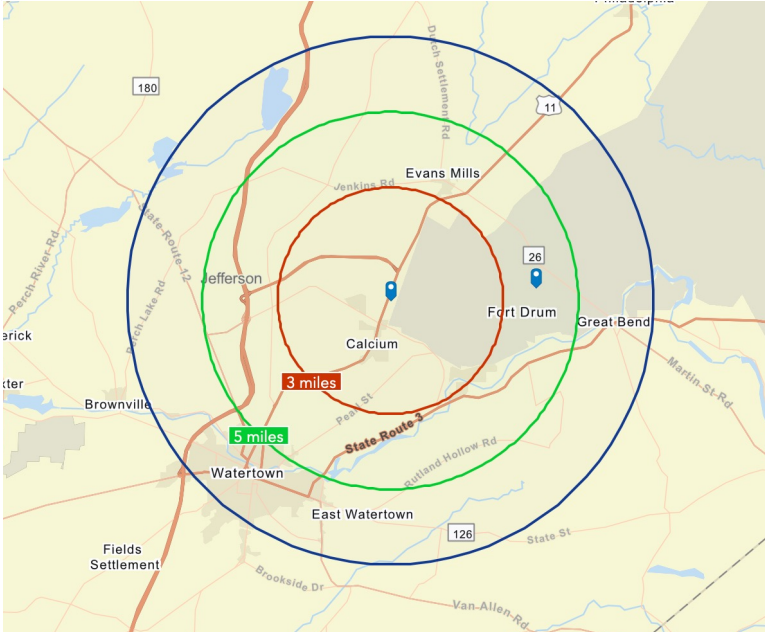 Philadelphia
180
Dutch Settlement Rd
11
Evans Mills
Jenkins Rd
State Route 12
Perch River Rd
26
Jefferson
Fort Drum
Great Bend
Perch Lake Rd
erick
Calcium
Martin St Rd
3 miles
xter
Brownville
Pearl St
5 miles
State Route 3
Rutland Hollow Rd
Watertown
East Watertown
126
State St
Fields
Settlement
Brookside Dr
Van Allen Rd